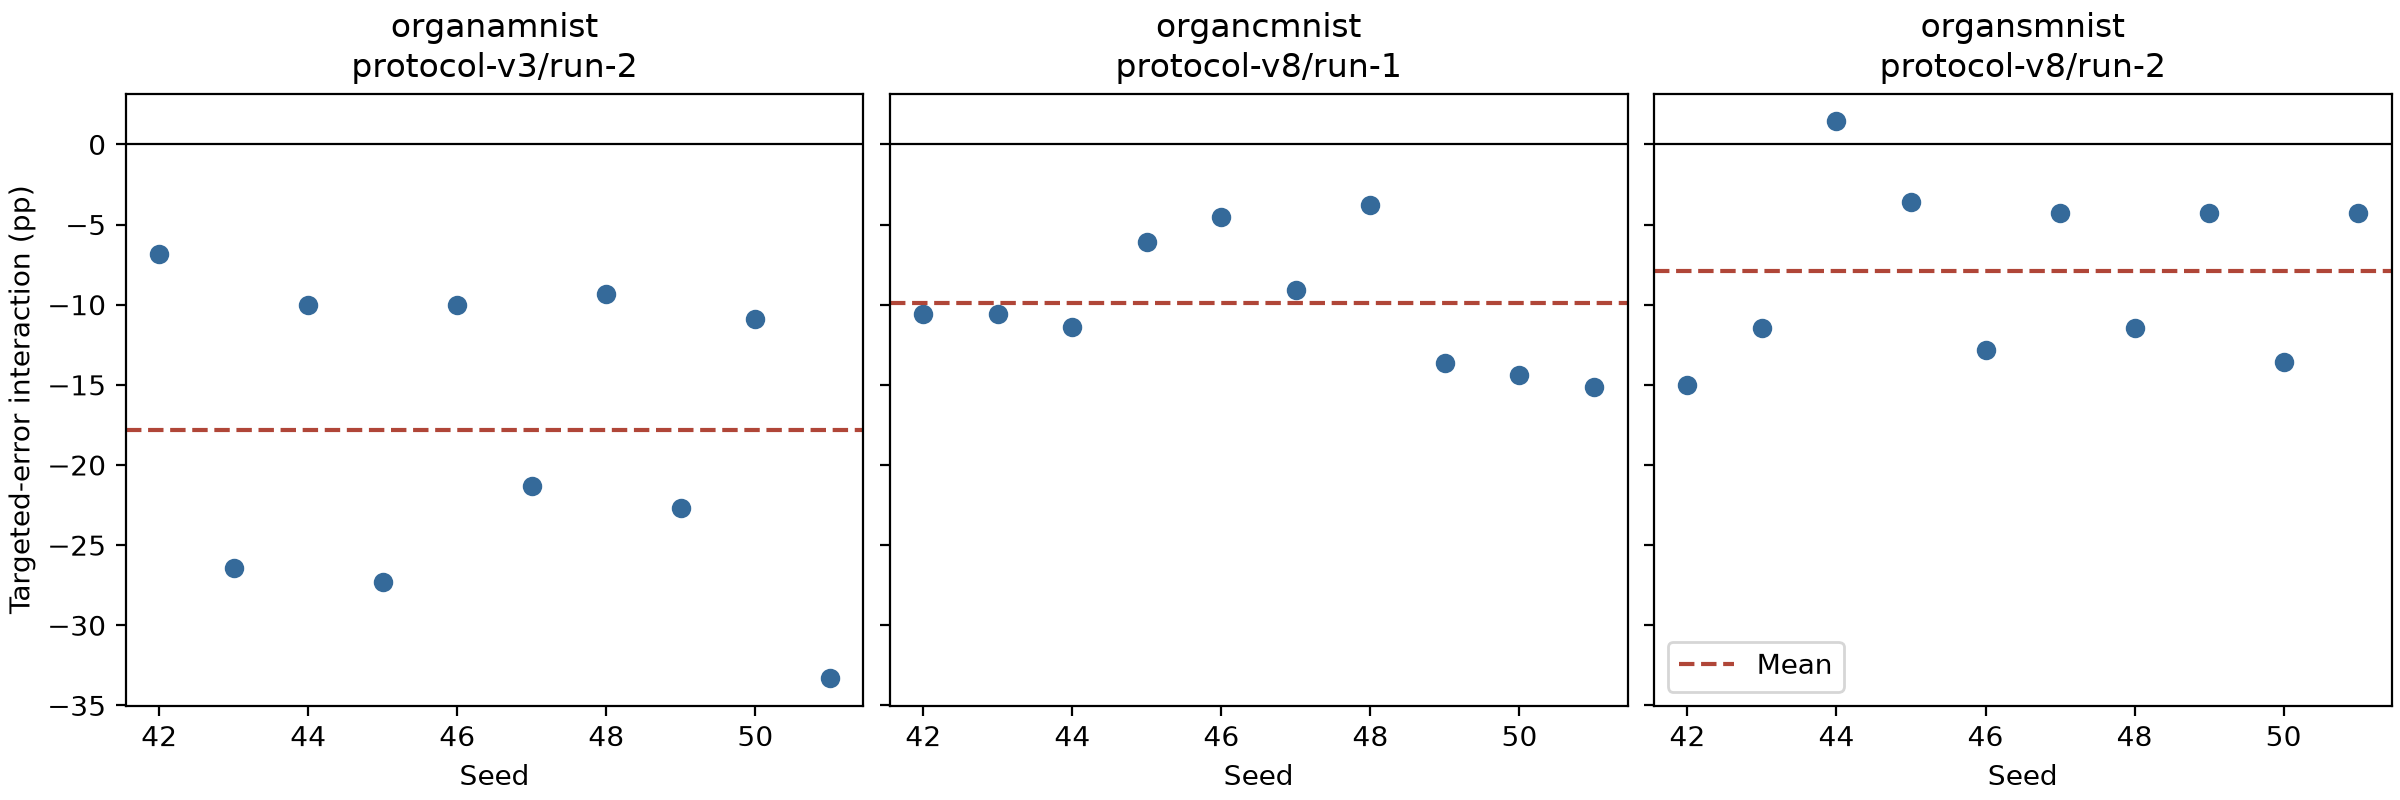 organamnist
protocol-v3/run-2
organcmnist
protocol-v8/run-1
organsmnist
protocol-v8/run-2
Targeted-error interaction (pp)
0
−5
−10
−15
−20
−25
−30
−35
42 44 46 48 50
42 44 46 48 50
42 44 46 48 50
Seed
Seed
Seed
Mean